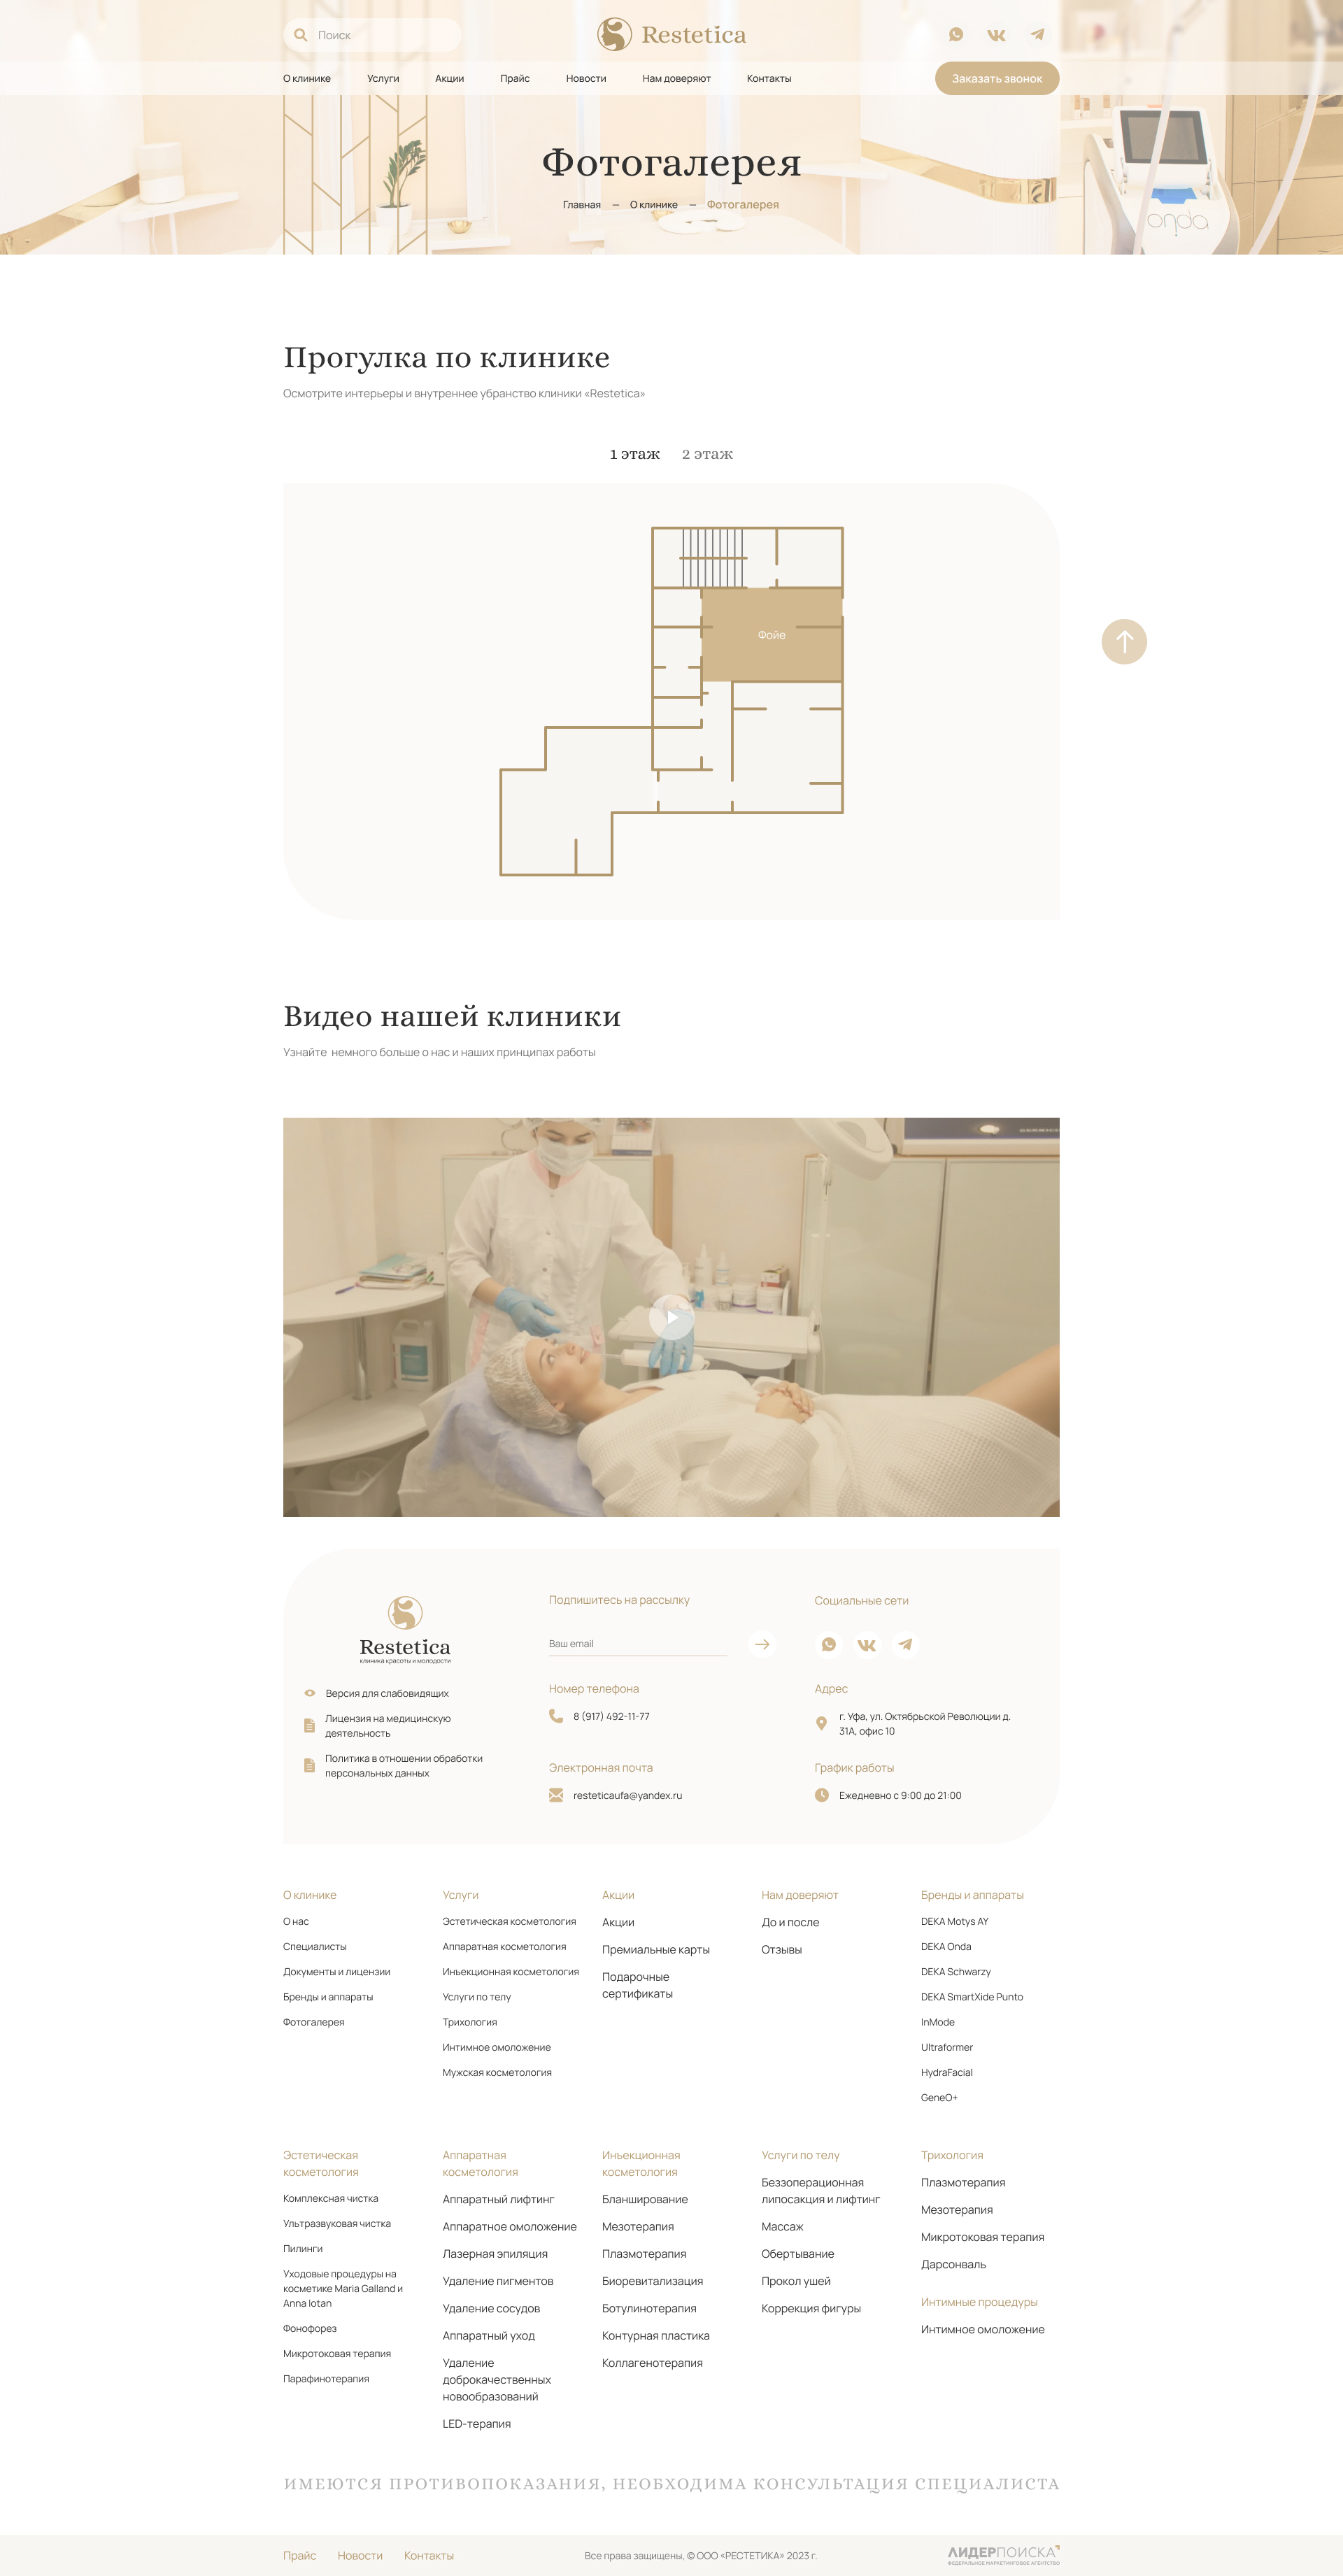 Поиск
Restetica
О клинике Услуги Акции Прайс Новости Нам доверяют Контакты Заказать звонок
onda
Фотогалерея
Главная — О клинике — Фотогалерея
Прогулка по клинике
Осмотрите интерьеры и внутреннее убранство клиники «Restetica»
1 этаж 2 этаж
Фойе
Видео нашей клиники
Узнайте немного больше о нас и наших принципах работы
Restetica
клиника красоты и молодости
Версия для слабовидящих
Лицензия на медицинскую
деятельность
Политика в отношении обработки
персональных данных
Подпишитесь на рассылку
Ваш email
Номер телефона
8 (917) 492-11-77
Электронная почта
resteticaufa@yandex.ru
Социальные сети
Адрес
г. Уфа, ул. Октябрьской Революции д.
31А, офис 10
График работы
Ежедневно с 9:00 до 21:00
О клинике
О нас
Специалисты
Документы и лицензии
Бренды и аппараты
Фотогалерея
Услуги
Эстетическая косметология
Аппаратная косметология
Инъекционная косметология
Услуги по телу
Трихология
Интимное омоложение
Мужская косметология
Акции
Акции
Премиальные карты
Подарочные
сертификаты
Нам доверяют
До и после
Отзывы
Бренды и аппараты
DEKA Motys AY
DEKA Onda
DEKA Schwarzy
DEKA SmartXide Punto
InMode
Ultraformer
HydraFacial
GeneO+
Эстетическая
косметология
Комплексная чистка
Ультразвуковая чистка
Пилинги
Уходовые процедуры на
косметике Maria Galland и
Anna lotan
Фонофорез
Микротоковая терапия
Парафинотерапия
Аппаратная
косметология
Аппаратный лифтинг
Аппаратное омоложение
Лазерная эпиляция
Удаление пигментов
Удаление сосудов
Аппаратный уход
Удаление
доброкачественных
новообразований
LED-терапия
Инъекционная
косметология
Бланширование
Мезотерапия
Плазмотерапия
Биоревитализация
Ботулинотерапия
Контурная пластика
Коллагенотерапия
Услуги по телу
Беззоперационная
липосакция и лифтинг
Массаж
Обертывание
Прокол ушей
Коррекция фигуры
Трихология
Плазмотерапия
Мезотерапия
Микротоковая терапия
Дарсонваль
Интимные процедуры
Интимное омоложение
ИМЕЮТСЯ ПРОТИВОПОКАЗАНИЯ, НЕОБХОДИМА КОНСУЛЬТАЦИЯ СПЕЦИАЛИСТА
Прайс Новости Контакты
Все права защищены, © ООО «РЕСТЕТИКА» 2023 г.
ЛИДЕРПОИСКА
ФЕДЕРАЛЬНОЕ МАРКЕТИНГОВОЕ АГЕНТСТВО